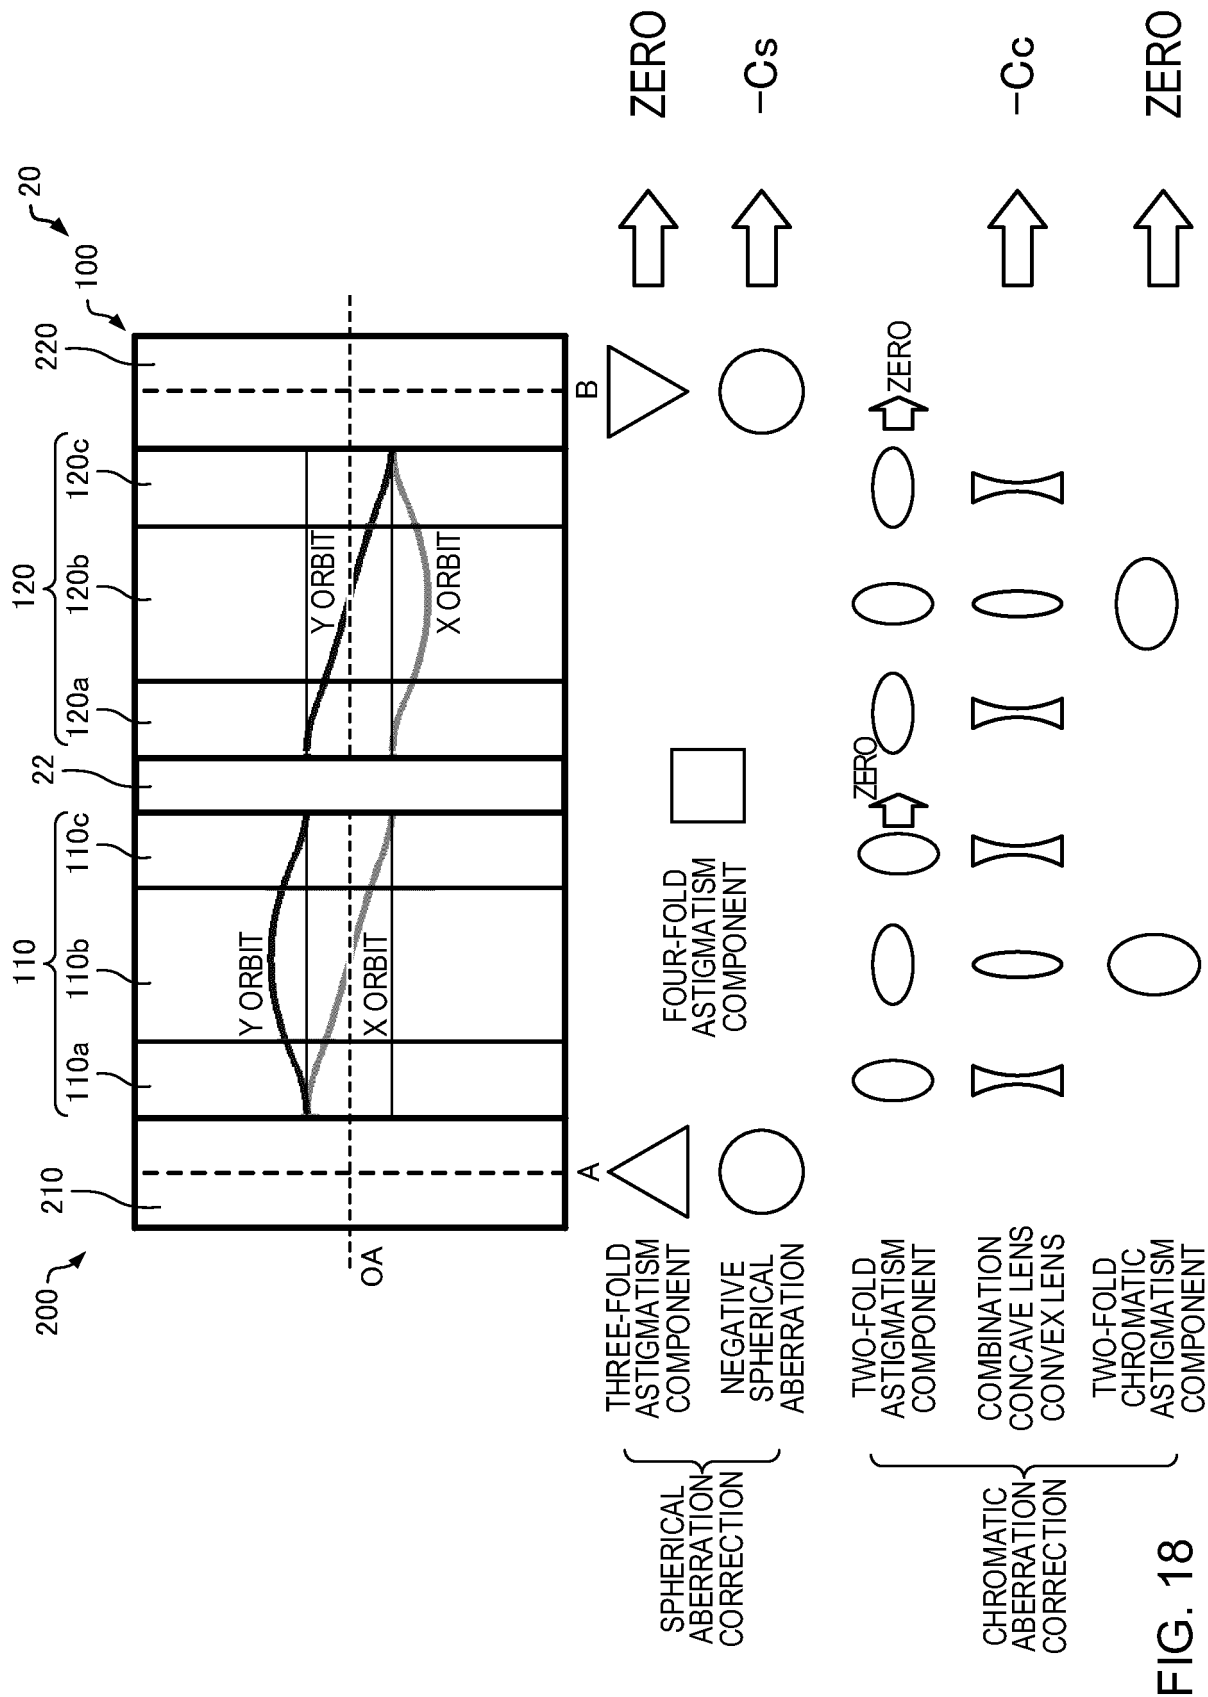 200
20
100
210
110
110a
110b
110c
22
120
120a
120b
120c
220
Y ORBIT
X ORBIT
Y ORBIT
X ORBIT
OA
A
B
SPHERICAL
ABERRATION
CORRECTION
THREE-FOLD
ASTIGMATISM
COMPONENT
ZERO
NEGATIVE
SPHERICAL
ABERRATION
–Cs
FOUR-FOLD
ASTIGMATISM
COMPONENT
CHROMATIC
ABERRATION
CORRECTION
TWO-FOLD
ASTIGMATISM
COMPONENT
ZERO
ZERO
COMBINATION
CONCAVE LENS
CONVEX LENS
–Cc
TWO-FOLD
CHROMATIC
ASTIGMATISM
COMPONENT
ZERO
FIG. 18